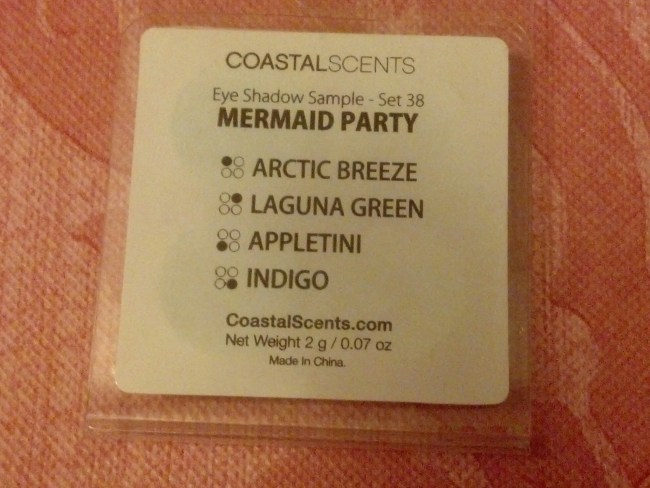 COASTALSCENTS
Eye Shadow Sample - Set 38
MERMAID PARTY
ARCTIC BREEZE
LAGUNA GREEN
APPLETINI
INDIGO
CoastalScents.com
Net Weight 2 g / 0.07 oz
Made In China.